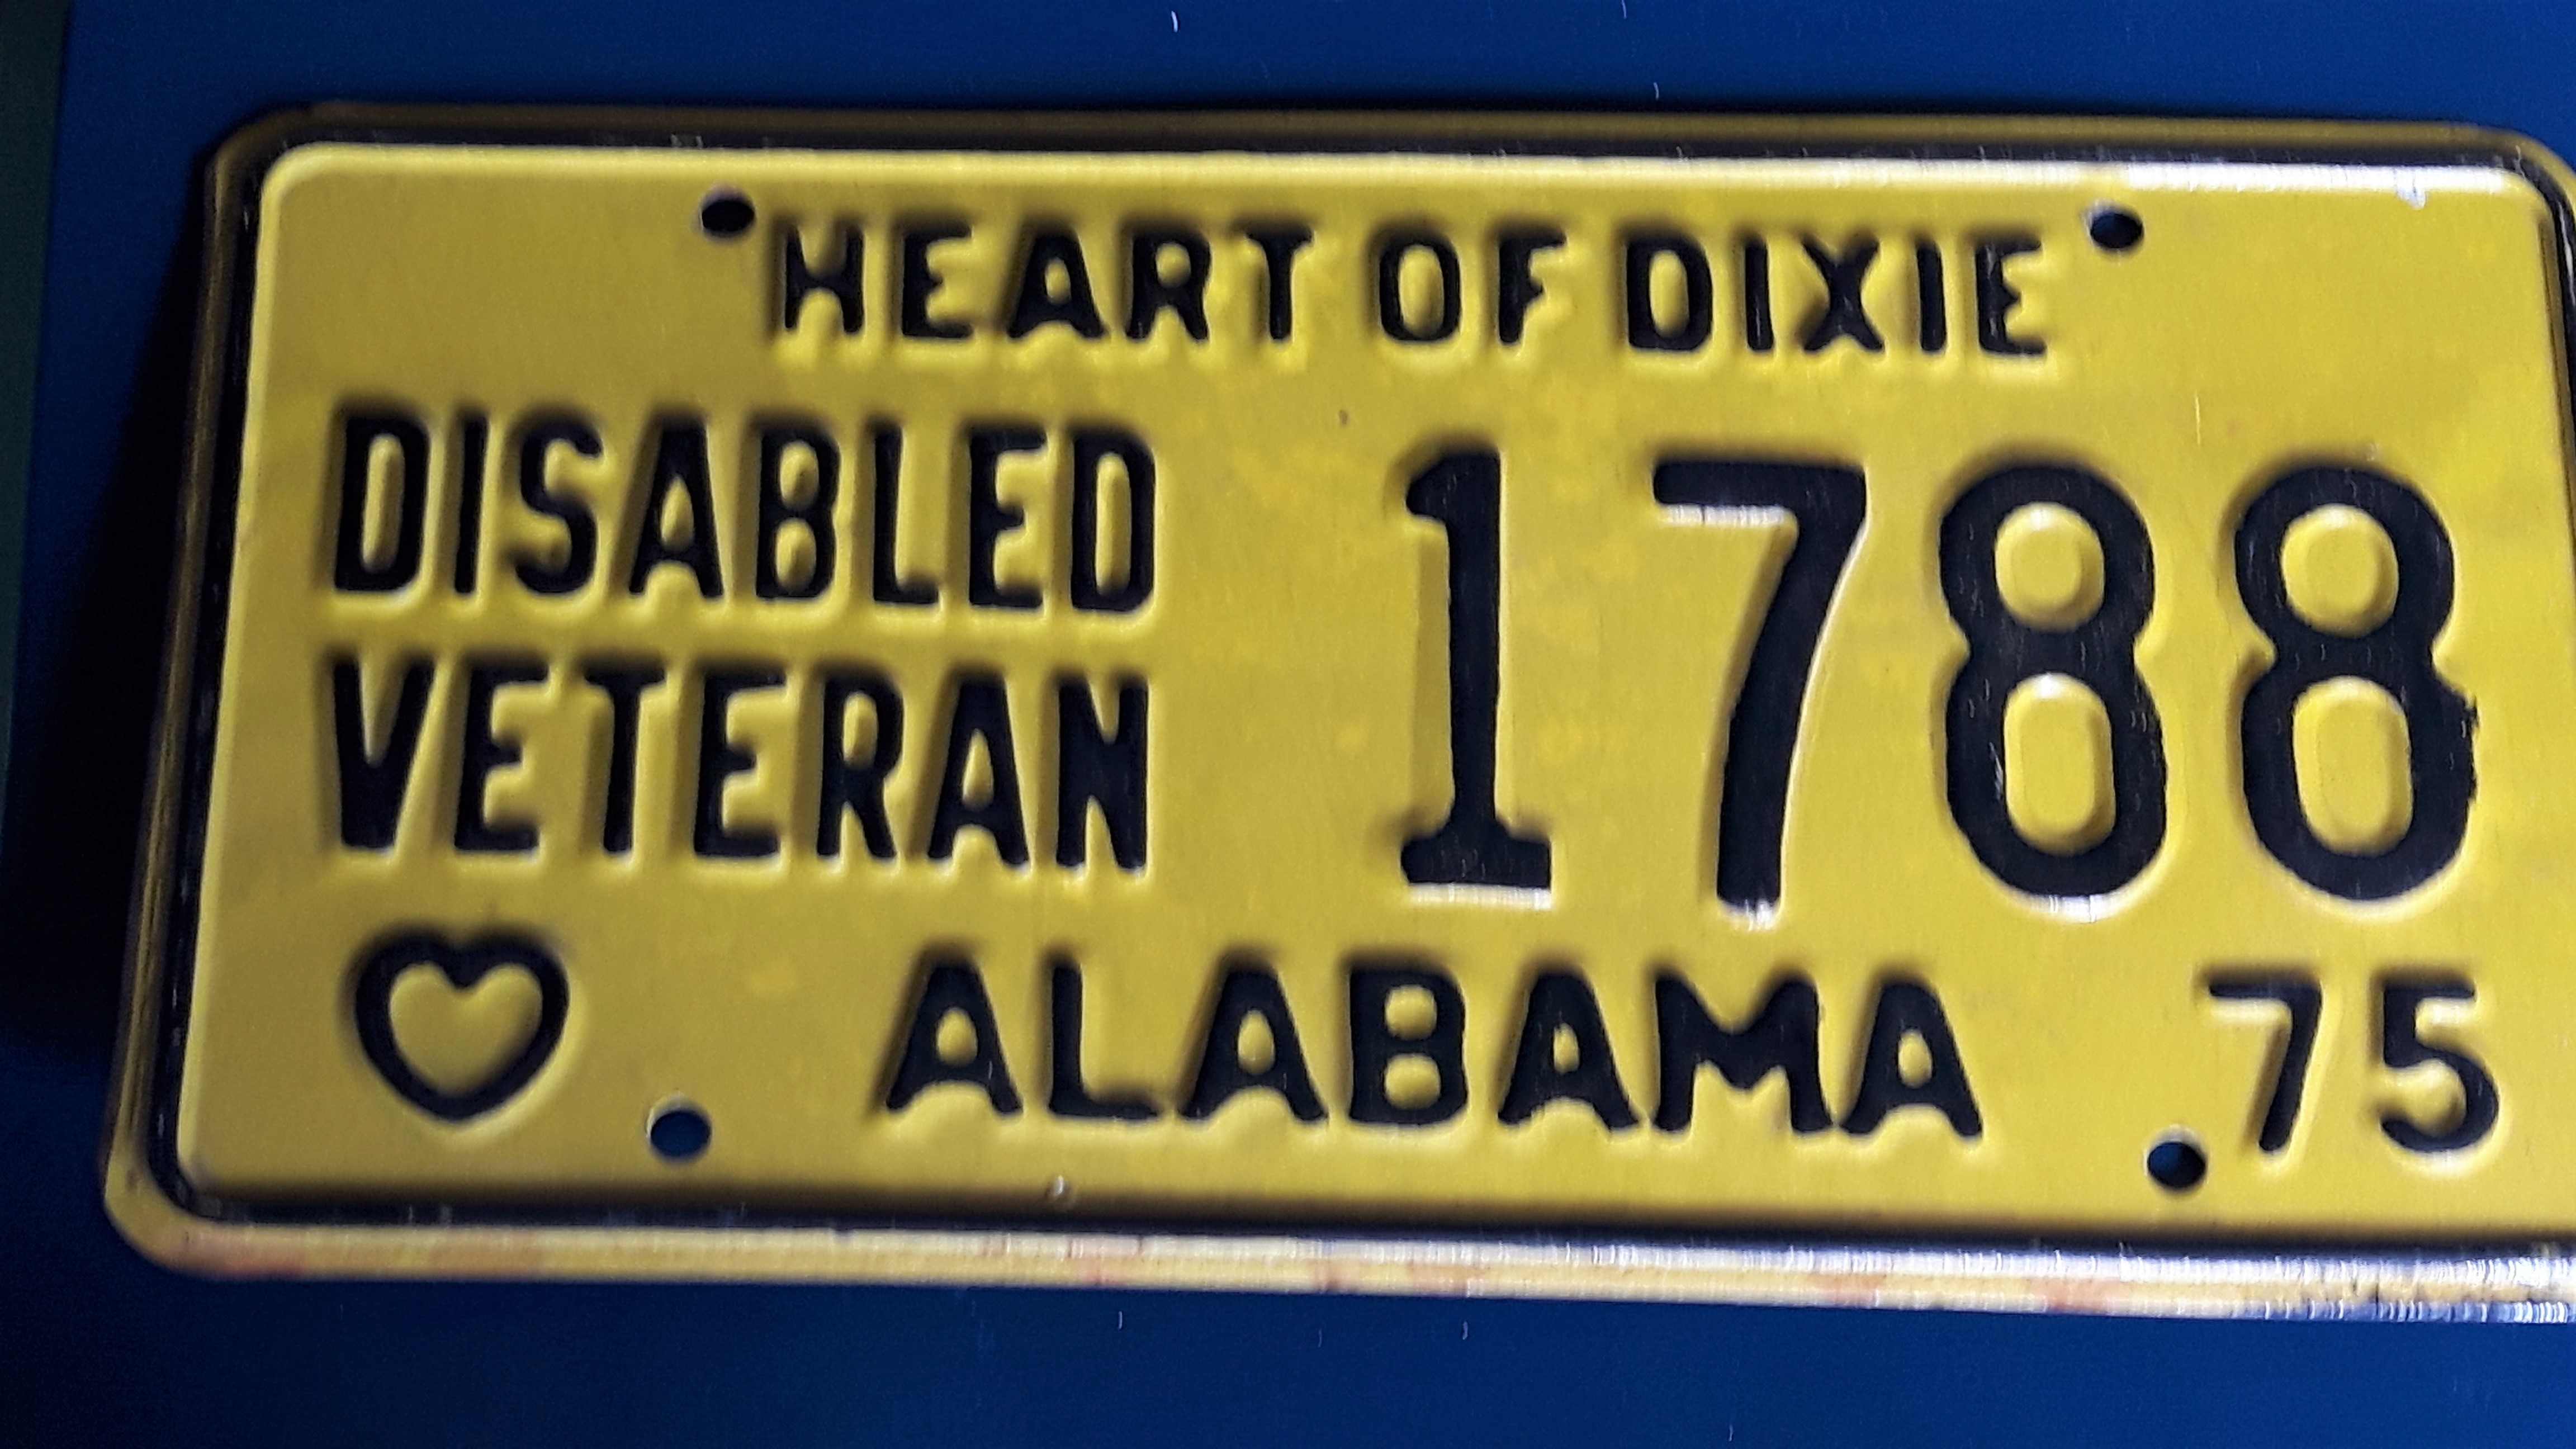 HEART OF DIXIE
DISABLED
VETERAN
1788
ALABAMA 75